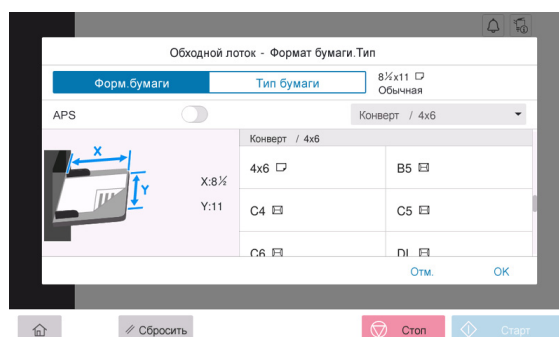 Обходной лоток - Формат бумаги.Тип
Форм.бумаги
Тип бумаги
8½x11
Обычная
APS
Конверт / 4x6
Конверт / 4x6
X
Y
X:8½
Y:11
4x6
B5
C4
C5
C6
DL
Отм.
OK
Сбросить
Стоп
Старт